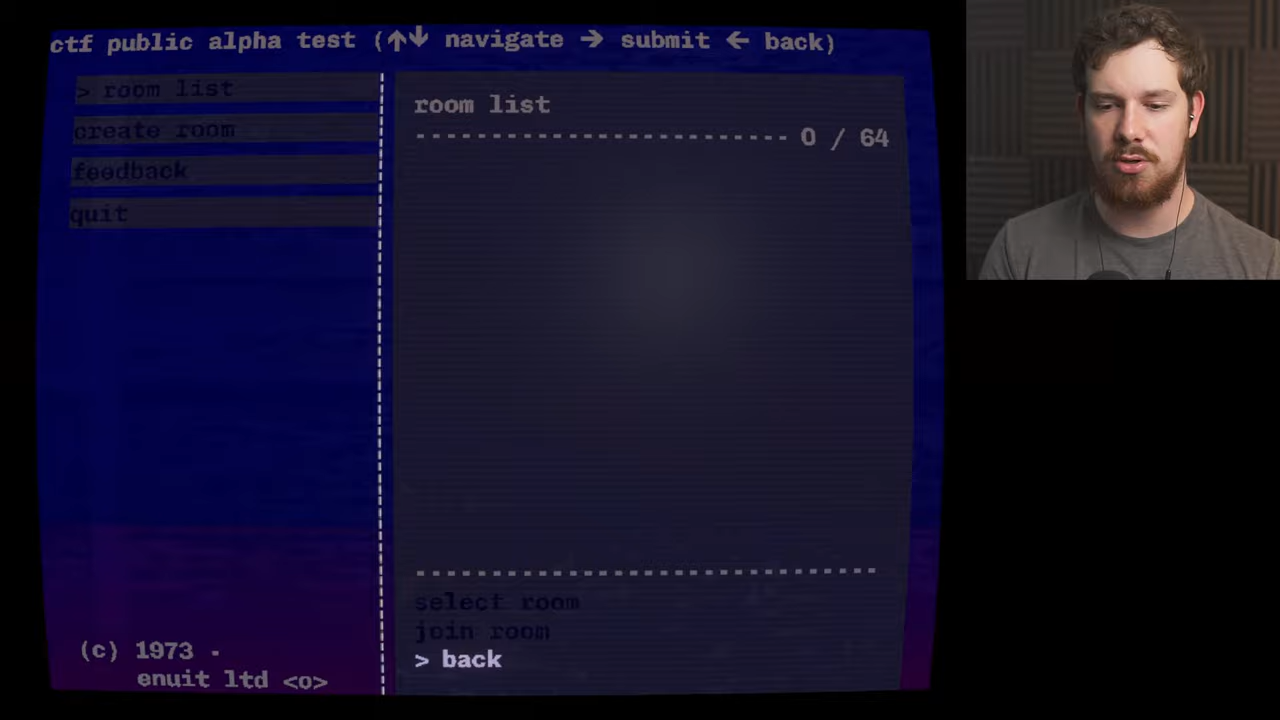 ctf public alpha test (↑↓ navigate → submit ← back)
> room list
create room
feedback
quit
(c) 1973 -
enuit ltd <o>
room list
------------------------- 0 / 64
-------------------------------
select room
join room
> back